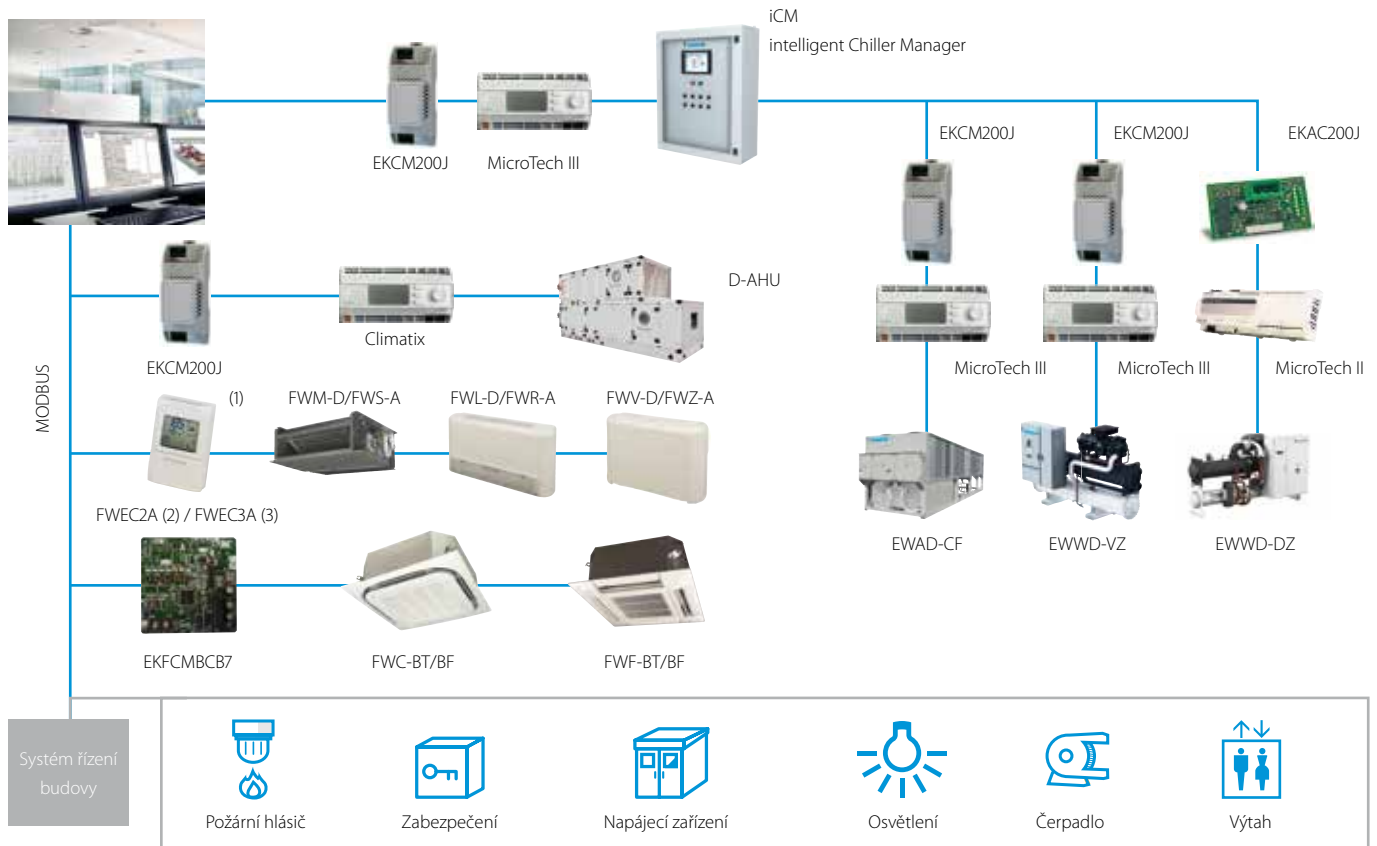 iCM
intelligent Chiller Manager
EKCM200J
MicroTech III
EKCM200J
EKCM200J
EKAC200J
D-AHU
Climatix
EKCM200J
MicroTech III
MicroTech III
MicroTech II
MODBUS
(1)
FWM-D/FWS-A
FWL-D/FWR-A
FWV-D/FWZ-A
FWEC2A (2) / FWEC3A (3)
EWAD-CF
EWWD-VZ
EWWD-DZ
EKFCMBCB7
FWC-BT/BF
FWF-BT/BF
Systém řízení
budovy
Požární hlásič
Zabezpečení
Napájecí zařízení
Osvětlení
Čerpadlo
Výtah